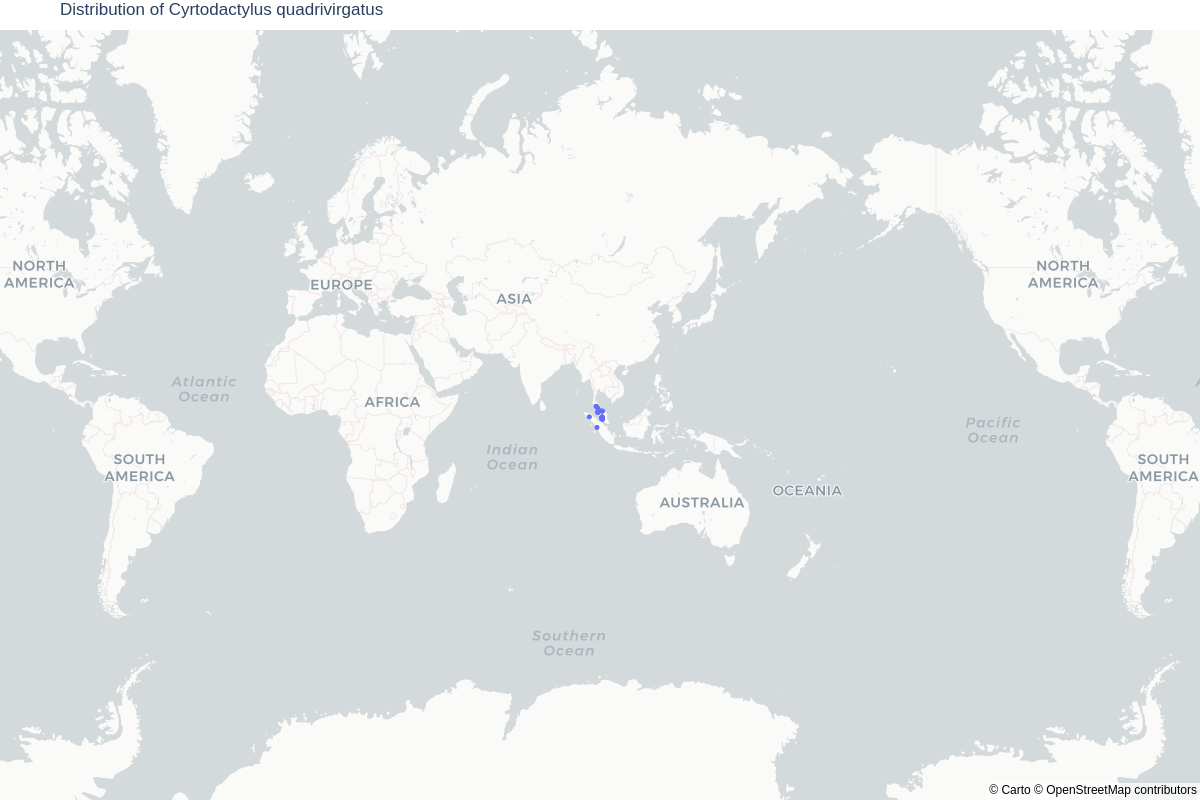 Distribution of Cyrtodactylus quadrivirgatus
NORTH
AMERICA
EUROPE
ASIA
NORTH
AMERICA
Atlantic
Ocean
AFRICA
Indian
Ocean
Pacific
Ocean
SOUTH
AMERICA
SOUTH
AMERICA
OCEANIA
AUSTRALIA
Southern
Ocean
© Carto © OpenStreetMap contributors